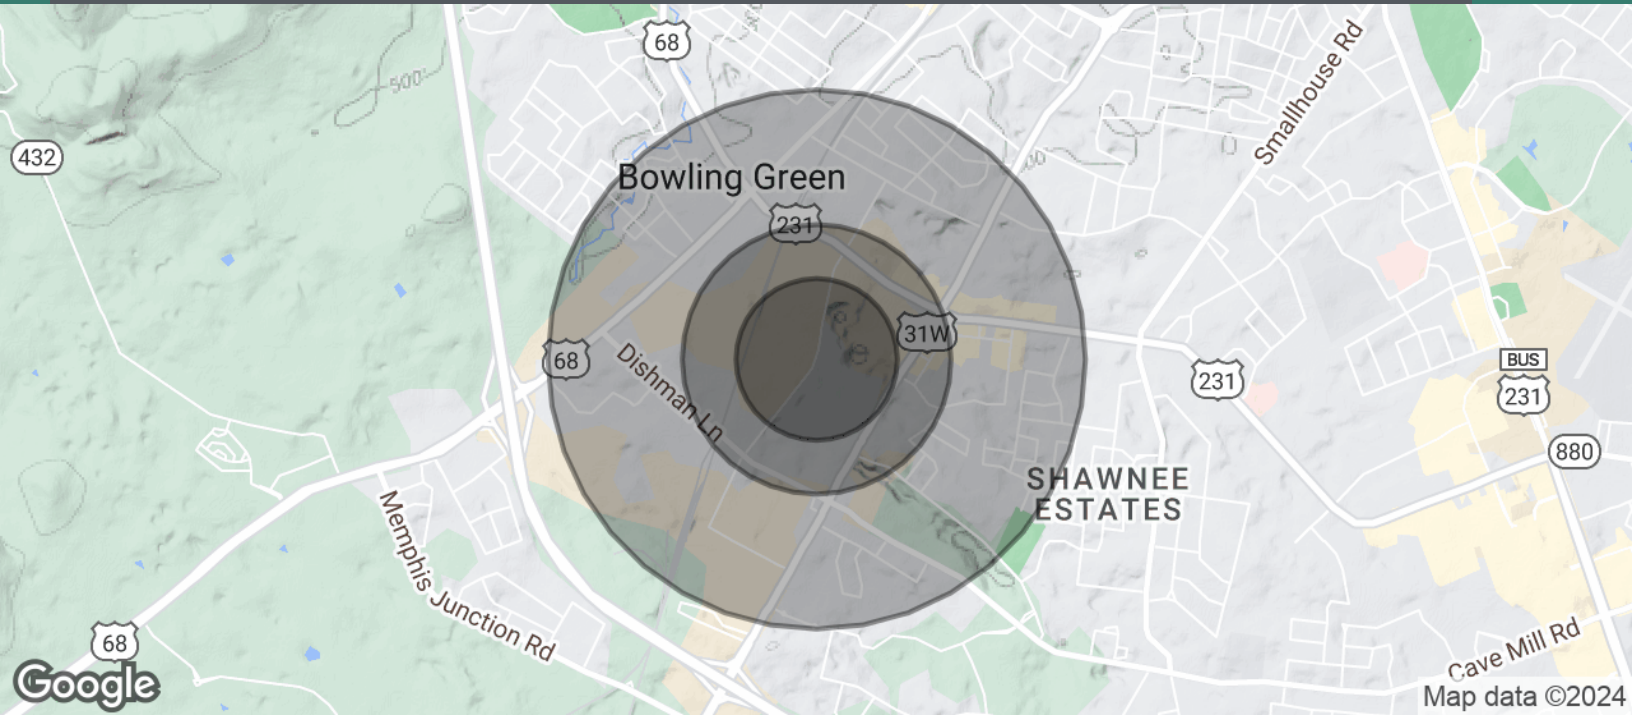 68
Smallhouse Rd
500
432
00
Bowling Green
231
31W
68
Dishman Ln
BUS
231
231
880
SHAWNEE
ESTATES
Memphis Junction Rd
68
Cave Mill Rd
Google
Map data ©2024